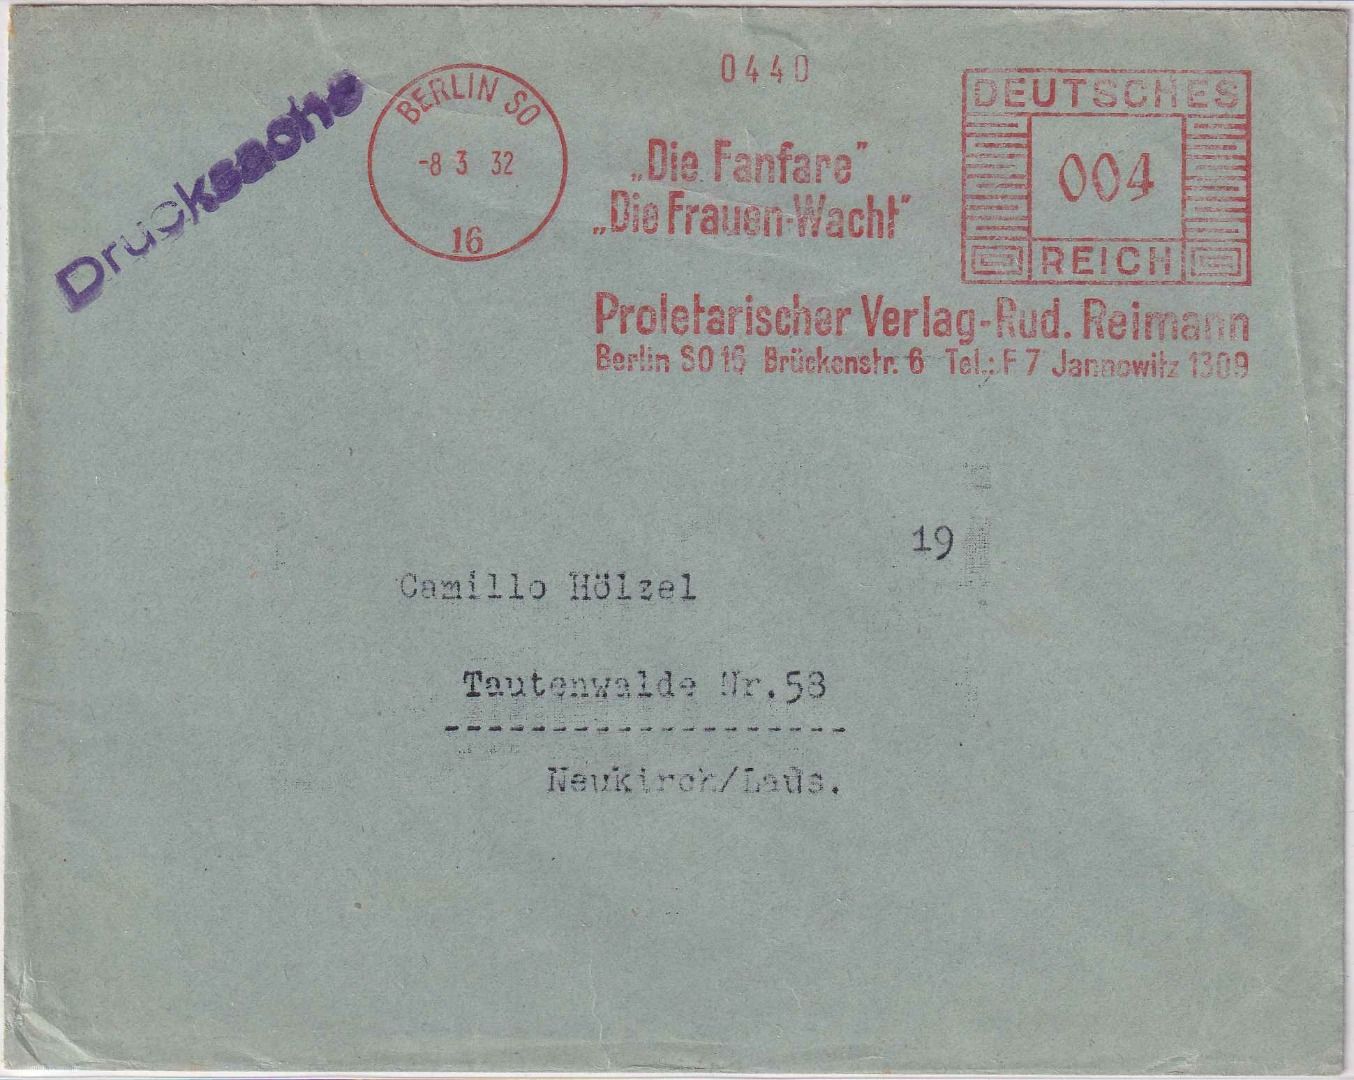 Drucksache
BERLIN SO
-8 3 32
16
0440
„Die Fanfare"
„Die Frauen-Wacht"
DEUTSCHES
004
REICH
Proletarischer Verlag-Rud. Reimann
Berlin SO 16 Brückenstr. 6 Tel.: F 7 Jannowitz 1309
19
Camillo Hölzel
Tautenwalde Nr.58
Neukirch/Laus.